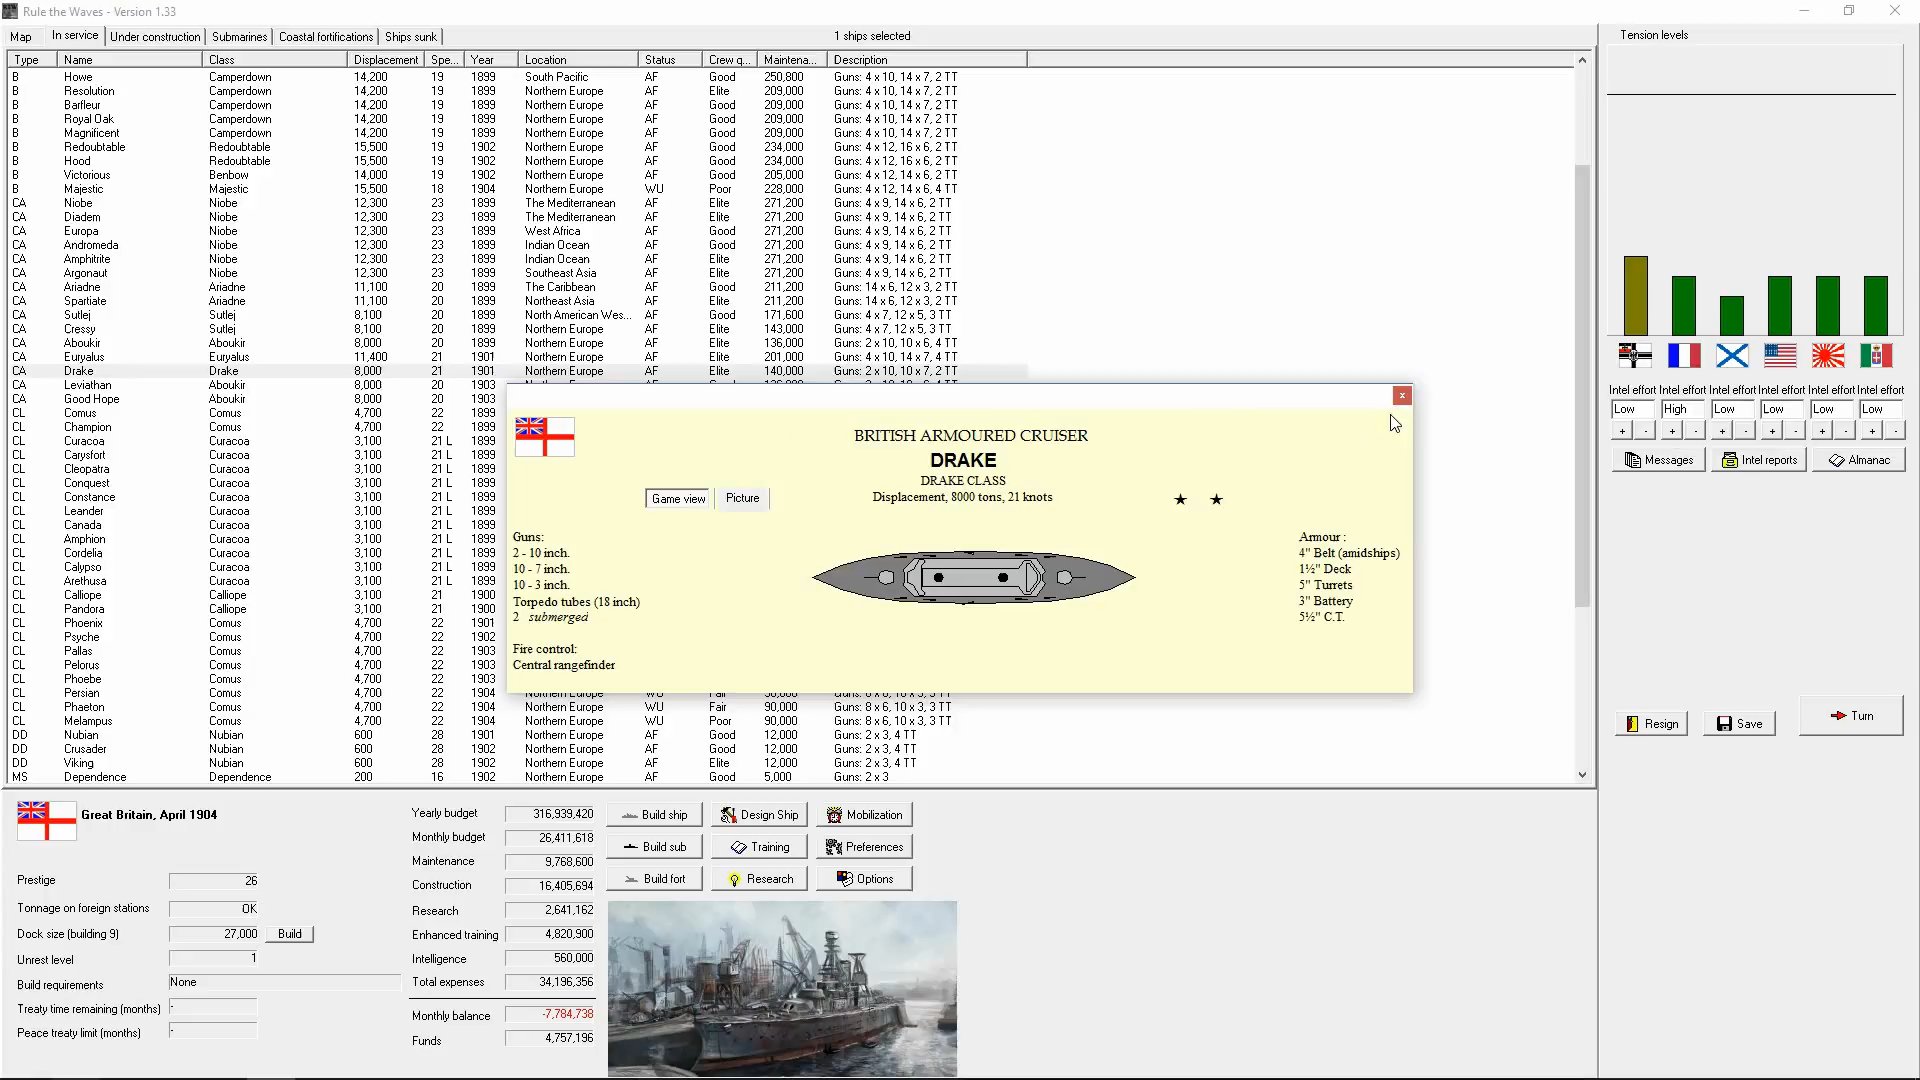 Rule the Waves - Version 1.33
Map In service Under construction Submarines Coastal fortifications Ships sunk 1 ships selected Tension levels
Type Name Class Displacement Spe... Year Location Status Crew q... Maintena... Description
B Howe Camperdown 14,200 19 1899 South Pacific AF Good 250,800 Guns: 4 x 10, 14 x 7, 2 TT
B Resolution Camperdown 14,200 19 1899 Northern Europe AF Elite 209,000 Guns: 4 x 10, 14 x 7, 2 TT
B Barfleur Camperdown 14,200 19 1899 Northern Europe AF Good 209,000 Guns: 4 x 10, 14 x 7, 2 TT
B Royal Oak Camperdown 14,200 19 1899 Northern Europe AF Good 209,000 Guns: 4 x 10, 14 x 7, 2 TT
B Magnificent Camperdown 14,200 19 1899 Northern Europe AF Good 209,000 Guns: 4 x 10, 14 x 7, 2 TT
B Redoubtable Redoubtable 15,500 19 1902 Northern Europe AF Good 234,000 Guns: 4 x 12, 16 x 6, 2 TT
B Hood Redoubtable 15,500 19 1902 Northern Europe AF Good 234,000 Guns: 4 x 12, 16 x 6, 2 TT
B Victorious Benbow 14,000 19 1902 Northern Europe AF Good 205,000 Guns: 4 x 12, 14 x 6, 2 TT
B Majestic Majestic 15,500 18 1904 Northern Europe WU Poor 228,000 Guns: 4 x 12, 14 x 6, 4 TT
CA Niobe Niobe 12,300 23 1899 The Mediterranean AF Elite 271,200 Guns: 4 x 9, 14 x 6, 2 TT
CA Diadem Niobe 12,300 23 1899 The Mediterranean AF Elite 271,200 Guns: 4 x 9, 14 x 6, 2 TT
CA Europa Niobe 12,300 23 1899 West Africa AF Good 271,200 Guns: 4 x 9, 14 x 6, 2 TT
CA Andromeda Niobe 12,300 23 1899 Indian Ocean AF Good 271,200 Guns: 4 x 9, 14 x 6, 2 TT
CA Amphitrite Niobe 12,300 23 1899 Indian Ocean AF Elite 271,200 Guns: 4 x 9, 14 x 6, 2 TT
CA Argonaut Niobe 12,300 23 1899 Southeast Asia AF Elite 271,200 Guns: 4 x 9, 14 x 6, 2 TT
CA Ariadne Ariadne 11,100 20 1899 The Caribbean AF Good 211,200 Guns: 14 x 6, 12 x 3, 2 TT
CA Spartiate Ariadne 11,100 20 1899 Northeast Asia AF Elite 211,200 Guns: 14 x 6, 12 x 3, 2 TT
CA Sutlej Sutlej 8,100 20 1899 North American Wes... AF Good 171,600 Guns: 4 x 7, 12 x 5, 3 TT
CA Cressy Sutlej 8,100 20 1899 Northern Europe AF Elite 143,000 Guns: 4 x 7, 12 x 5, 3 TT
CA Aboukir Aboukir 8,000 20 1899 Northern Europe AF Elite 136,000 Guns: 2 x 10, 10 x 6, 4 TT
CA Euryalus Euryalus 11,400 21 1901 Northern Europe AF Elite 201,000 Guns: 4 x 10, 14 x 7, 4 TT
CA Drake Drake 8,000 21 1901 Northern Europe AF Elite 140,000 Guns: 2 x 10, 10 x 7, 2 TT
CA Leviathan Aboukir 8,000 20 1903
CA Good Hope Aboukir 8,000 20 1903
CL Comus Comus 4,700 22 1899
CL Champion Comus 4,700 22 1899
CL Curacoa Curacoa 3,100 21 L 1899
CL Carysfort Curacoa 3,100 21 L 1899
CL Cleopatra Curacoa 3,100 21 L 1899
CL Conquest Curacoa 3,100 21 L 1899
CL Constance Curacoa 3,100 21 L 1899
CL Leander Curacoa 3,100 21 L 1899
CL Canada Curacoa 3,100 21 L 1899
CL Amphion Curacoa 3,100 21 L 1899
CL Cordelia Curacoa 3,100 21 L 1899
CL Calypso Curacoa 3,100 21 L 1899
CL Arethusa Curacoa 3,100 21 L 1899
CL Calliope Calliope 3,100 21 1900
CL Pandora Calliope 3,100 21 1900
CL Phoenix Comus 4,700 22 1901
CL Psyche Comus 4,700 22 1902
CL Pallas Comus 4,700 22 1903
CL Pelorus Comus 4,700 22 1903
CL Phoebe Comus 4,700 22 1903
CL Persian Comus 4,700 22 1904 Northern Europe WU Fair
CL Phaeton Comus 4,700 22 1904 Northern Europe WU Fair 90,000 Guns: 8 x 6, 10 x 3, 3 TT
CL Melampus Comus 4,700 22 1904 Northern Europe WU Poor 90,000 Guns: 8 x 6, 10 x 3, 3 TT
DD Nubian Nubian 600 28 1901 Northern Europe AF Good 12,000 Guns: 2 x 3, 4 TT
DD Crusader Nubian 600 28 1902 Northern Europe AF Good 12,000 Guns: 2 x 3, 4 TT
DD Viking Nubian 600 28 1902 Northern Europe AF Elite 12,000 Guns: 2 x 3, 4 TT
MS Dependence Dependence 200 16 1902 Northern Europe AF Good 5,000 Guns: 2 x 3
BRITISH ARMOURED CRUISER
DRAKE
DRAKE CLASS
Displacement, 8000 tons, 21 knots
Game view Picture
Guns:
2 - 10 inch.
10 - 7 inch.
10 - 3 inch.
Torpedo tubes (18 inch)
2 submerged
Fire control:
Central rangefinder
Armour :
4" Belt (amidships)
1½" Deck
5" Turrets
3" Battery
5½" C.T.
Intel effort Intel effort Intel effort Intel effort Intel effort Intel effort
Low High Low Low Low Low
+ - + - + - + - + - + -
Messages Intel reports Almanac
Resign Save Turn
Great Britain, April 1904
Prestige 26
Tonnage on foreign stations OK
Dock size (building 9) 27,000 Build
Unrest level 1
Build requirements None
Treaty time remaining (months) -
Peace treaty limit (months) -
Yearly budget 316,939,420
Monthly budget 26,411,618
Maintenance 9,768,600
Construction 16,405,694
Research 2,641,162
Enhanced training 4,820,900
Intelligence 560,000
Total expenses 34,196,356
Monthly balance -7,784,738
Funds 4,757,196
Build ship Design Ship Mobilization
Build sub Training Preferences
Build fort Research Options